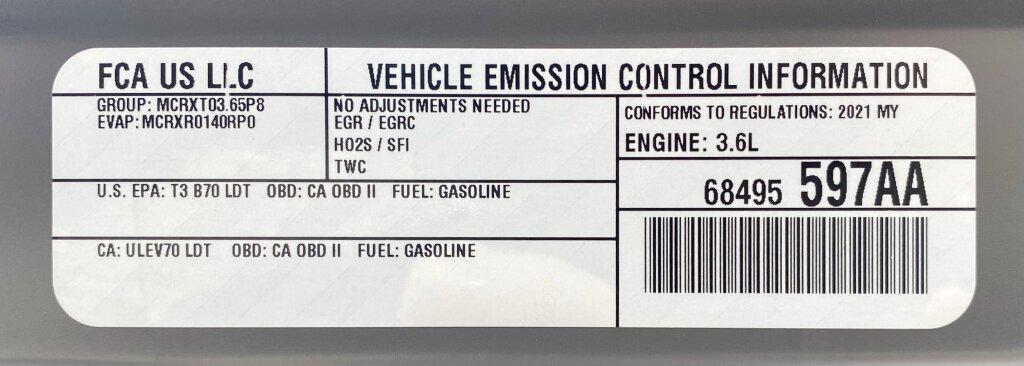 FCA US LLC
VEHICLE EMISSION CONTROL INFORMATION
GROUP: MCRXT03.65P8
EVAP: MCRXR0140RP0
NO ADJUSTMENTS NEEDED
EGR / EGRC
HO2S / SFI
TWC
CONFORMS TO REGULATIONS: 2021 MY
ENGINE: 3.6L
68495 597AA
U.S. EPA: T3 B70 LDT OBD: CA OBD II FUEL: GASOLINE
CA: ULEV70 LDT OBD: CA OBD II FUEL: GASOLINE